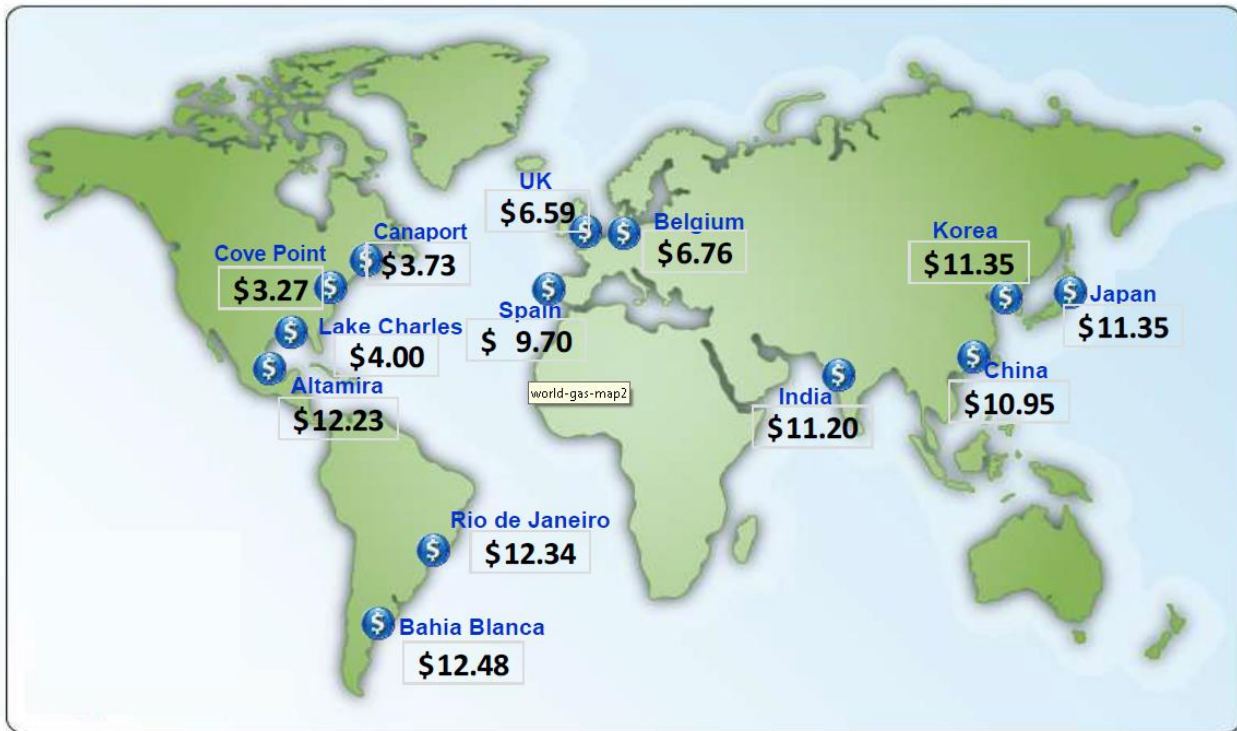 UK
$6.59
Belgium
$6.76
Canaport
$3.73
Cove Point
$3.27
Korea
$11.35
Japan
$11.35
Lake Charles
$4.00
Spain
$ 9.70
Altamira
$12.23
world-gas-map2
India
$11.20
China
$10.95
Rio de Janeiro
$12.34
Bahia Blanca
$12.48